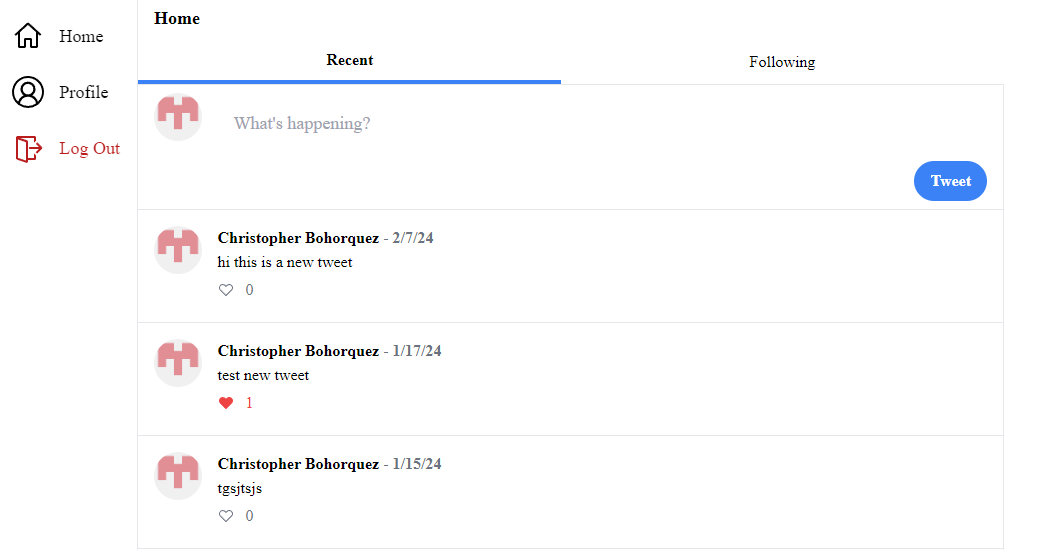 Home
Profile
Log Out
Home
Recent
Following
What's happening?
Tweet
Christopher Bohorquez - 2/7/24
hi this is a new tweet
0
Christopher Bohorquez - 1/17/24
test new tweet
1
Christopher Bohorquez - 1/15/24
tgsjtsjs
0